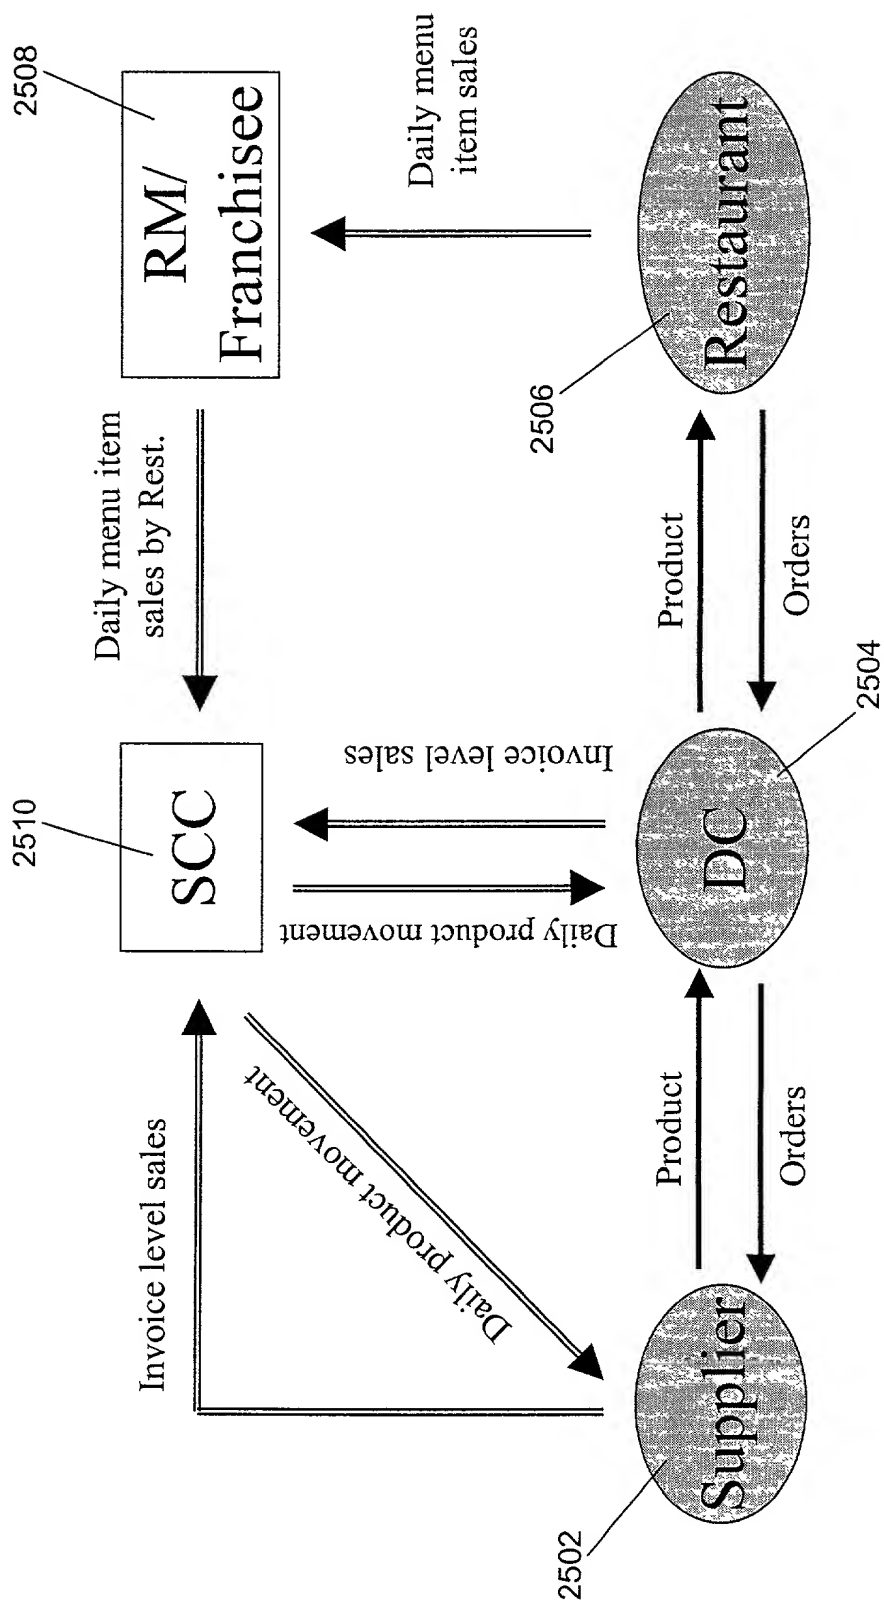 2510
2508
SCC
RM/
Franchisee
Invoice level sales
Daily menu item
sales by Rest.
Daily product movement
Daily product movement
Invoice level sales
Daily menu
item sales
2506
Product
Product
Supplier
DC
Restaurant
2502
Orders
Orders
2504